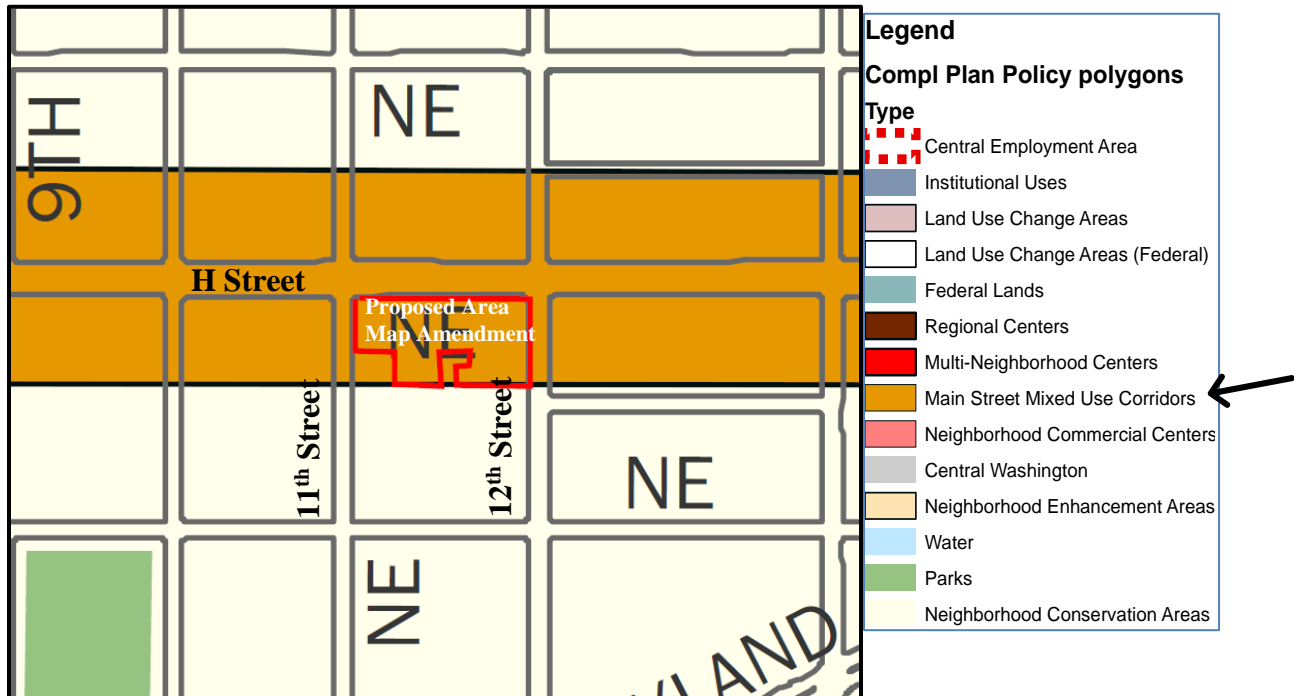 9TH
NE
H Street
Proposed Area
Map Amendment
NE
11th Street
12th Street
NE
NE
YLAND
Legend
Compl Plan Policy polygons
Type
Central Employment Area
Institutional Uses
Land Use Change Areas
Land Use Change Areas (Federal)
Federal Lands
Regional Centers
Multi-Neighborhood Centers
Main Street Mixed Use Corridors
Neighborhood Commercial Centers
Central Washington
Neighborhood Enhancement Areas
Water
Parks
Neighborhood Conservation Areas